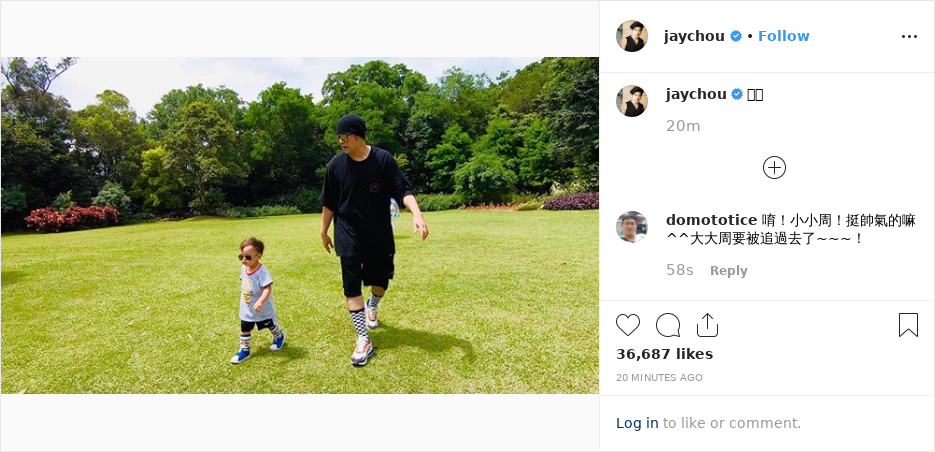 jaychou • Follow
jaychou
20m
domototice 唷！小小周！挺帥氣的嘛
^^大大周要被追過去了~~~！
58s Reply
36,687 likes
20 MINUTES AGO
Log in to like or comment.